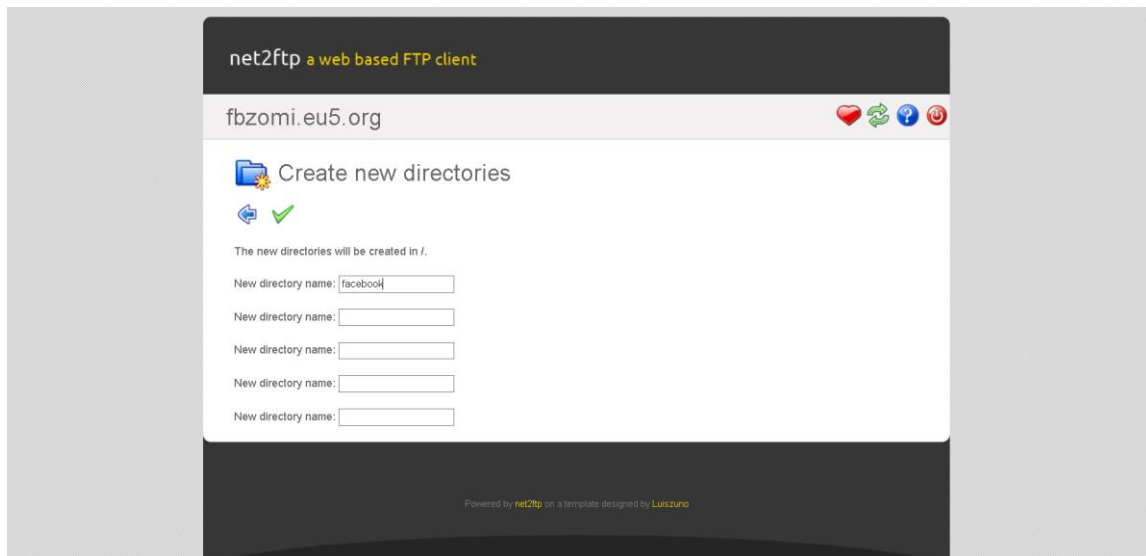 net2ftp a web based FTP client
fbzomi.eu5.org
Create new directories
The new directories will be created in /.
New directory name: facebook
New directory name:
New directory name:
New directory name:
New directory name:
Powered by net2ftp on a template designed by Luiszuno